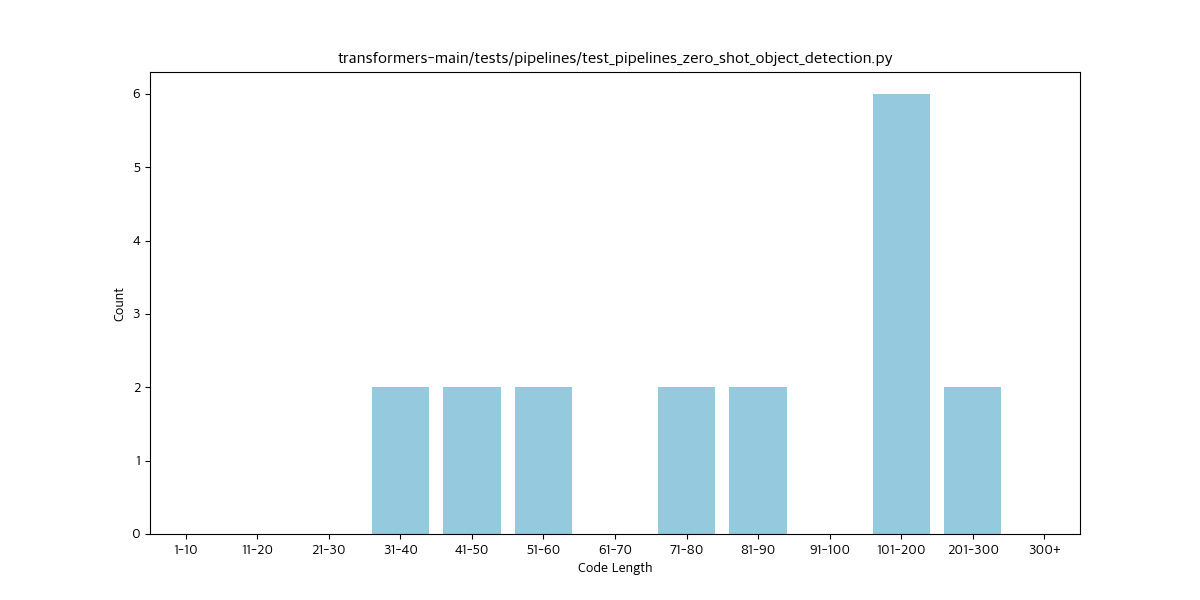 transformers-main/tests/pipelines/test_pipelines_zero_shot_object_detection.py
6
5
4
3
2
1
0
Count
1-10 11-20 21-30 31-40 41-50 51-60 61-70 71-80 81-90 91-100 101-200 201-300 300+
Code Length